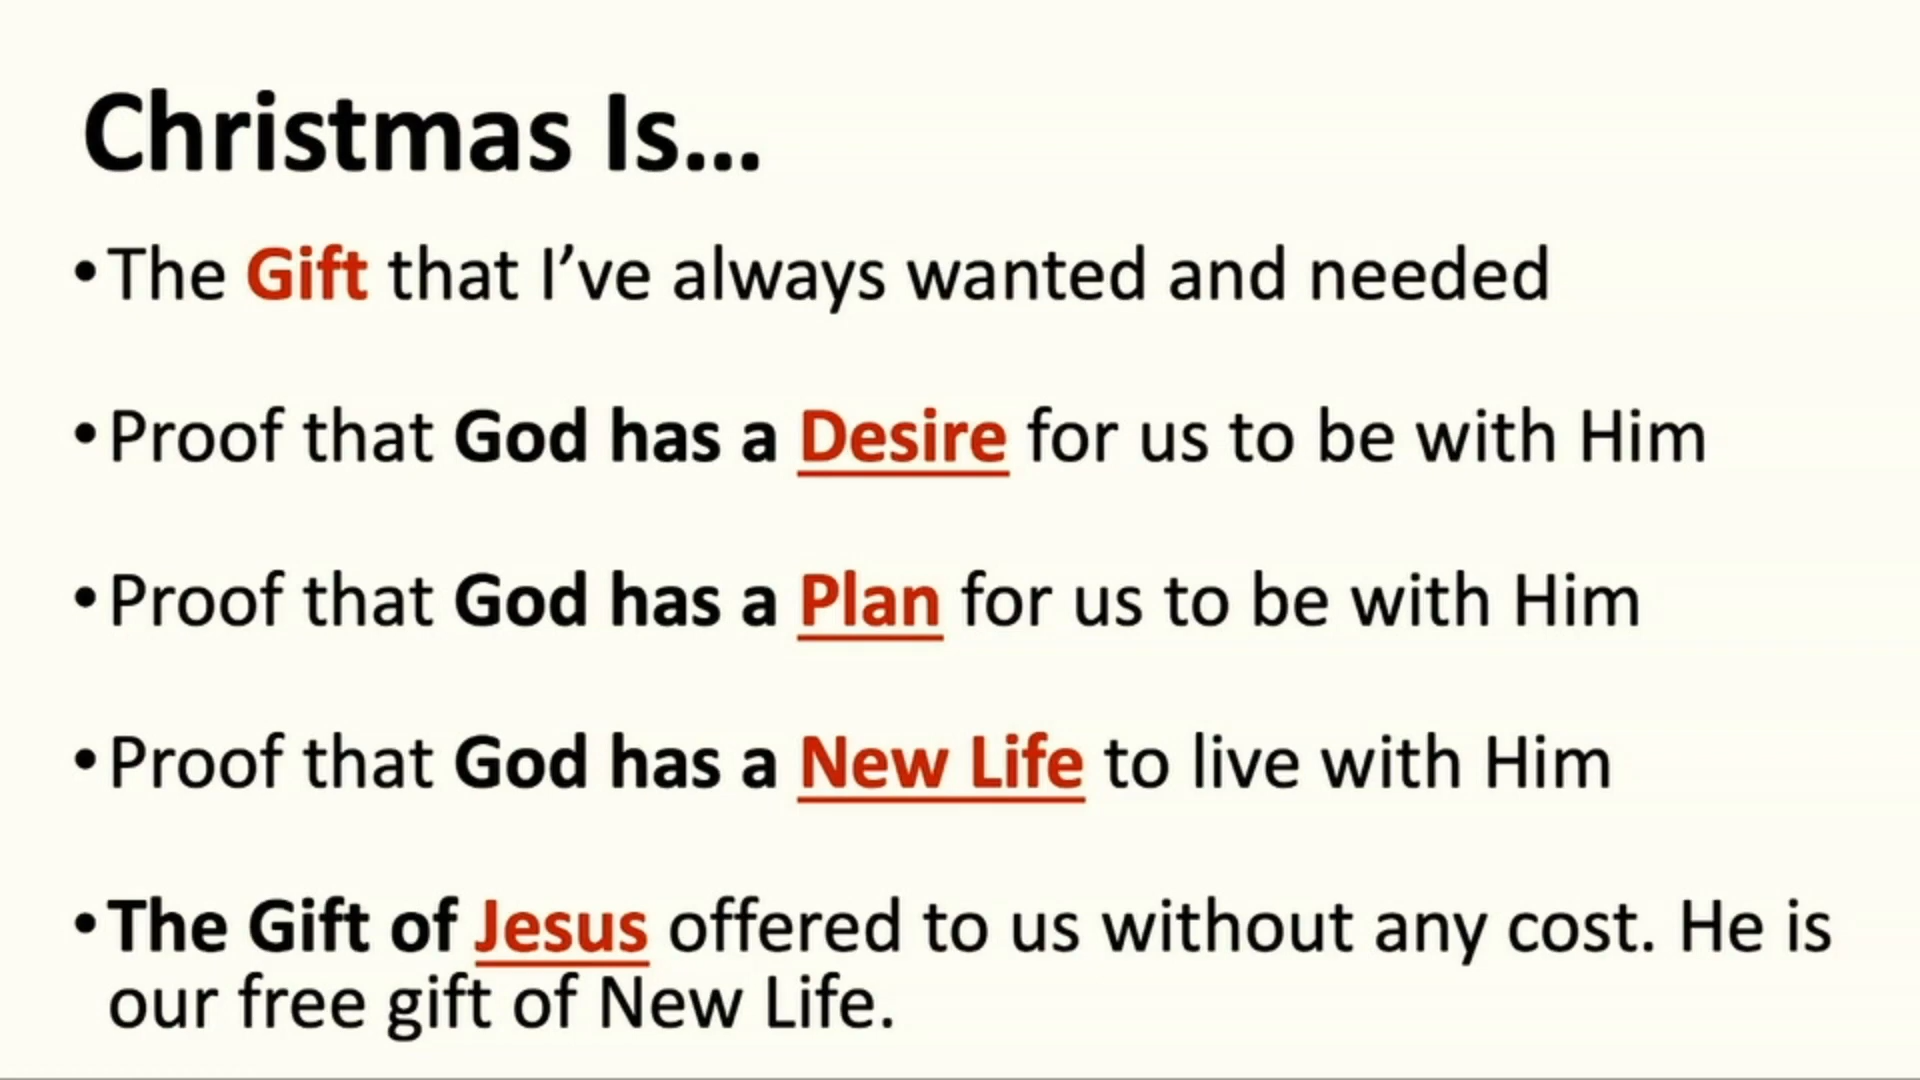 Christmas Is...
•The Gift that I’ve always wanted and needed
•Proof that God has a Desire for us to be with Him
•Proof that God has a Plan for us to be with Him
•Proof that God has a New Life to live with Him
•The Gift of Jesus offered to us without any cost. He is
our free gift of New Life.